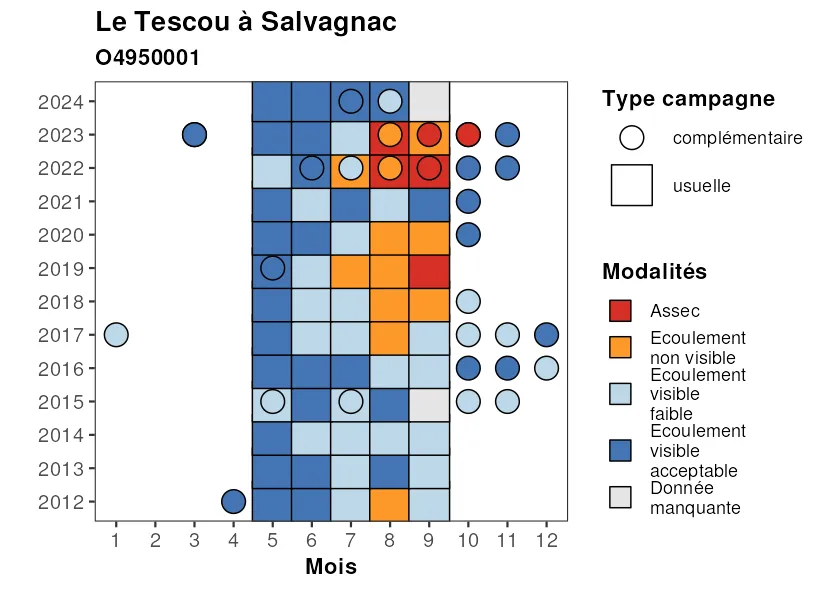 Le Tescou à Salvagnac
O4950001
2024
2023
2022
2021
2020
2019
2018
2017
2016
2015
2014
2013
2012
1 2 3 4 5 6 7 8 9 10 11 12
Mois
Type campagne
complémentaire
usuelle
Modalités
Assec
Ecoulement
non visible
Ecoulement
visible
faible
Ecoulement
visible
acceptable
Donnée
manquante